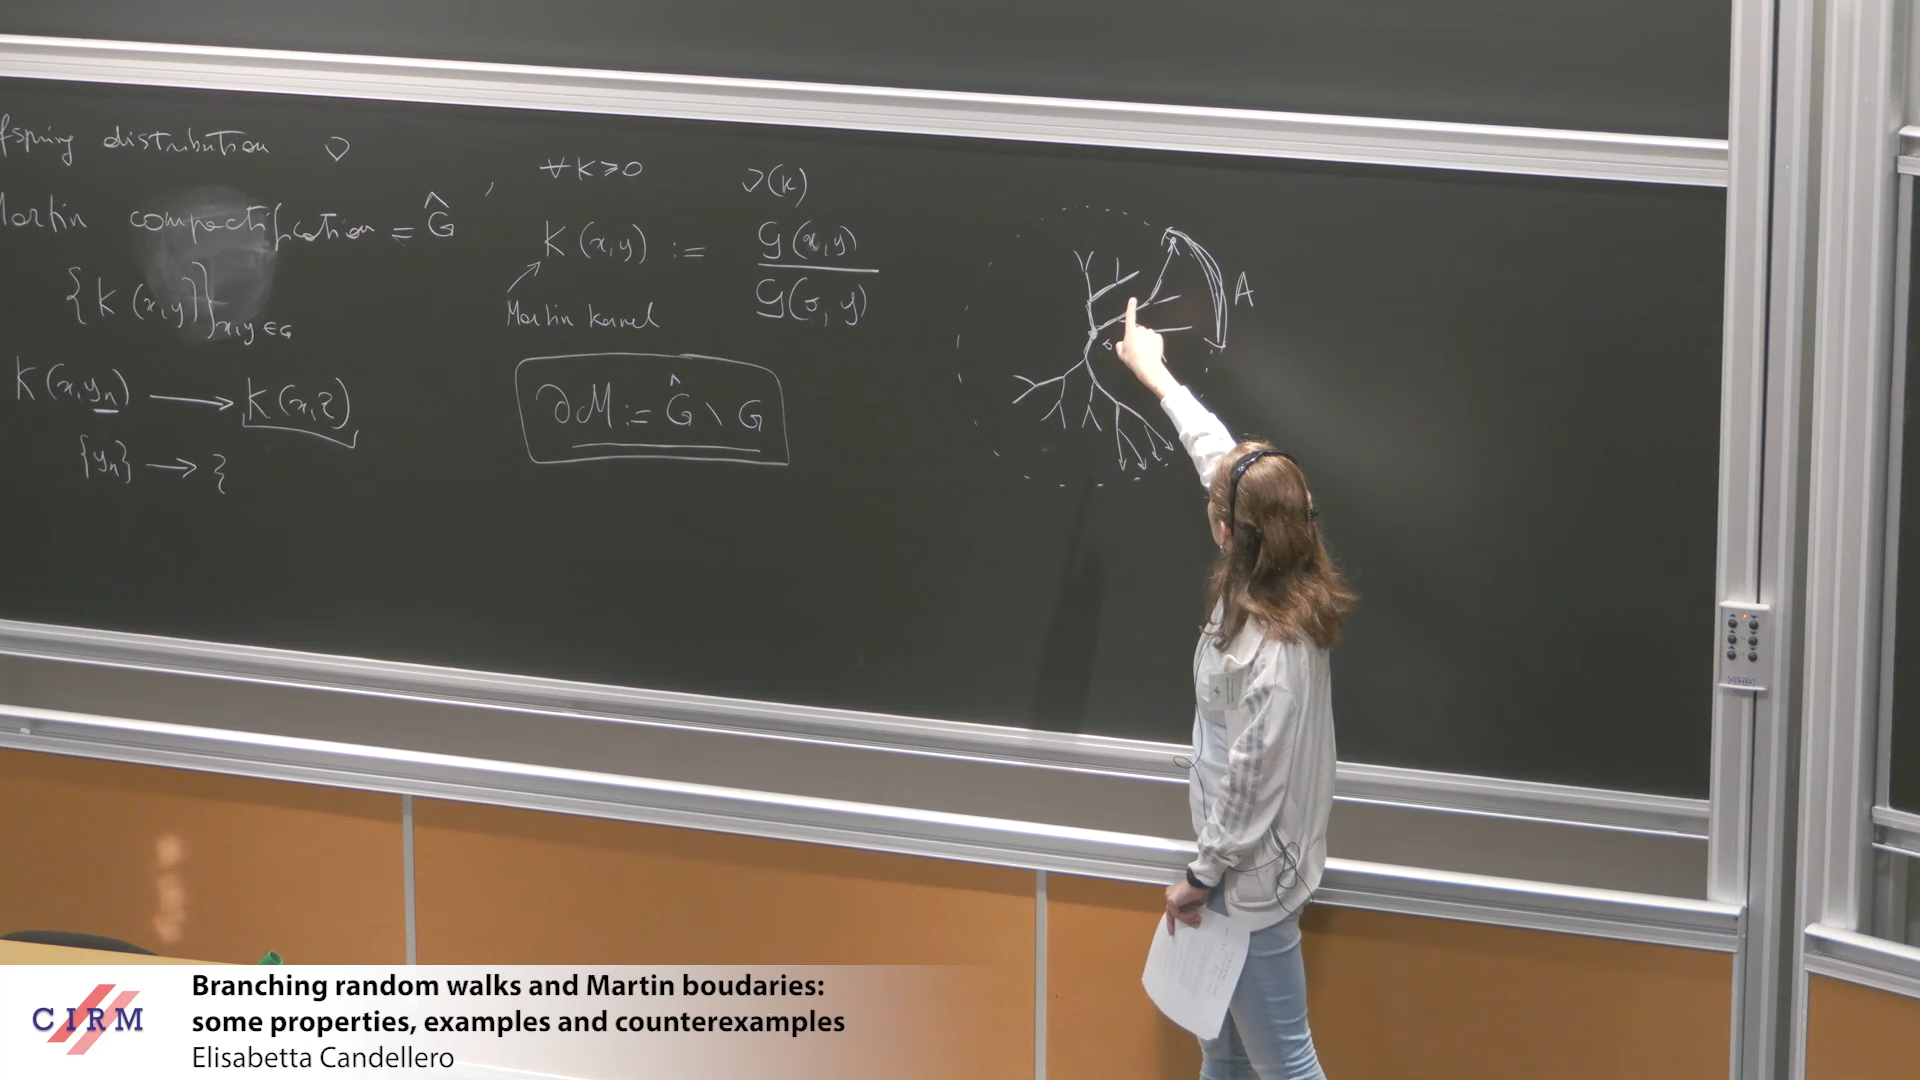 fspring distribution ν
, ∀ k ≥ 0 ν(k)
Martin compactification = Ĝ
K(x,y) := G(x,y) / G(o,y)
{K(x,y)}x,y∈G
Martin kernel
K(x,yn) → K(x,ξ)
∂M := Ĝ \ G
{yn} → ξ
A
o
CIRM
Branching random walks and Martin boudaries:
some properties, examples and counterexamples
Elisabetta Candellero